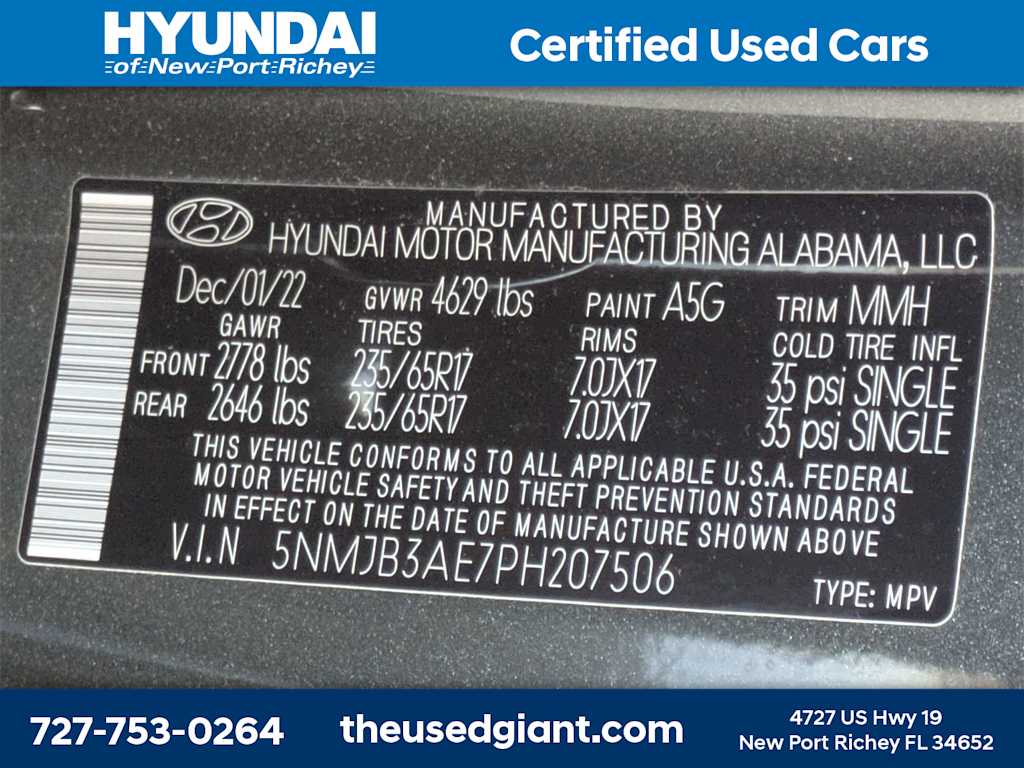 HYUNDAI
of New Port Richey
Certified Used Cars
MANUFACTURED BY
HYUNDAI MOTOR MANUFACTURING ALABAMA, LLC
Dec/01/22 GVWR 4629 lbs PAINT A5G TRIM MMH
GAWR TIRES RIMS COLD TIRE INFL
FRONT 2778 lbs 235/65R17 7.0JX17 35 psi SINGLE
REAR 2646 lbs 235/65R17 7.0JX17 35 psi SINGLE
THIS VEHICLE CONFORMS TO ALL APPLICABLE U.S.A. FEDERAL
MOTOR VEHICLE SAFETY AND THEFT PREVENTION STANDARDS
IN EFFECT ON THE DATE OF MANUFACTURE SHOWN ABOVE
V.I.N 5NMJB3AE7PH207506
TYPE: MPV
727-753-0264
theusedgiant.com
4727 US Hwy 19
New Port Richey FL 34652